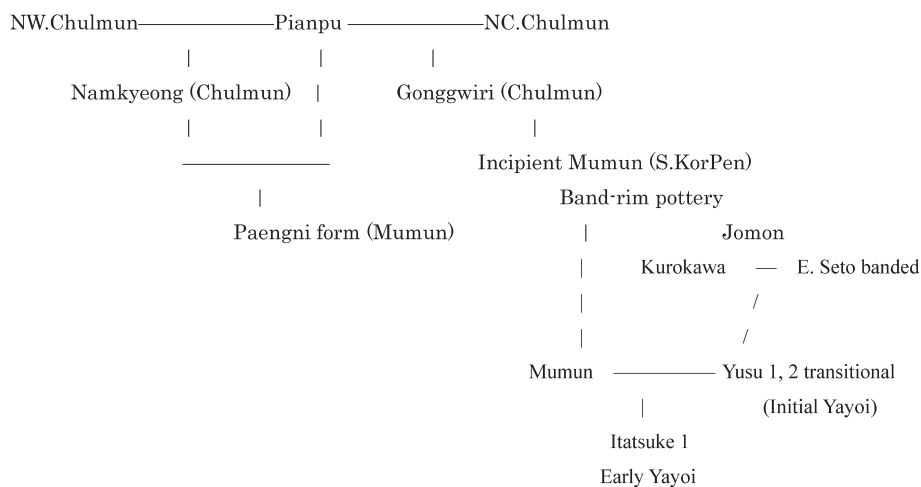 NW.Chulmun Pianpu NC.Chulmun
Namkyeong (Chulmun) Gonggwiri (Chulmun)
Incipient Mumun (S.KorPen)
Band-rim pottery
Paengni form (Mumun) Jomon
Kurokawa — E. Seto banded
Mumun Yusu 1, 2 transitional
(Initial Yayoi)
Itatsuke 1
Early Yayoi